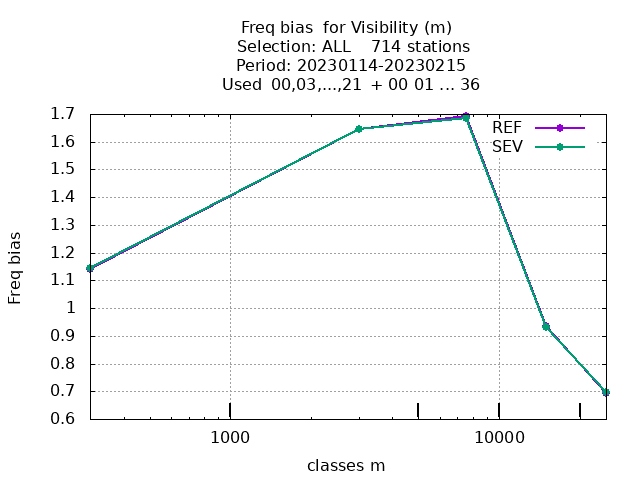 Freq bias  for Visibility (m)
Selection: ALL    714 stations
Period: 20230114-20230215
Used  00,03,...,21  + 00 01 ... 36
REF
SEV
1.7
1.6
1.5
1.4
1.3
1.2
1.1
1
0.9
0.8
0.7
0.6
Freq bias
1000
10000
classes m